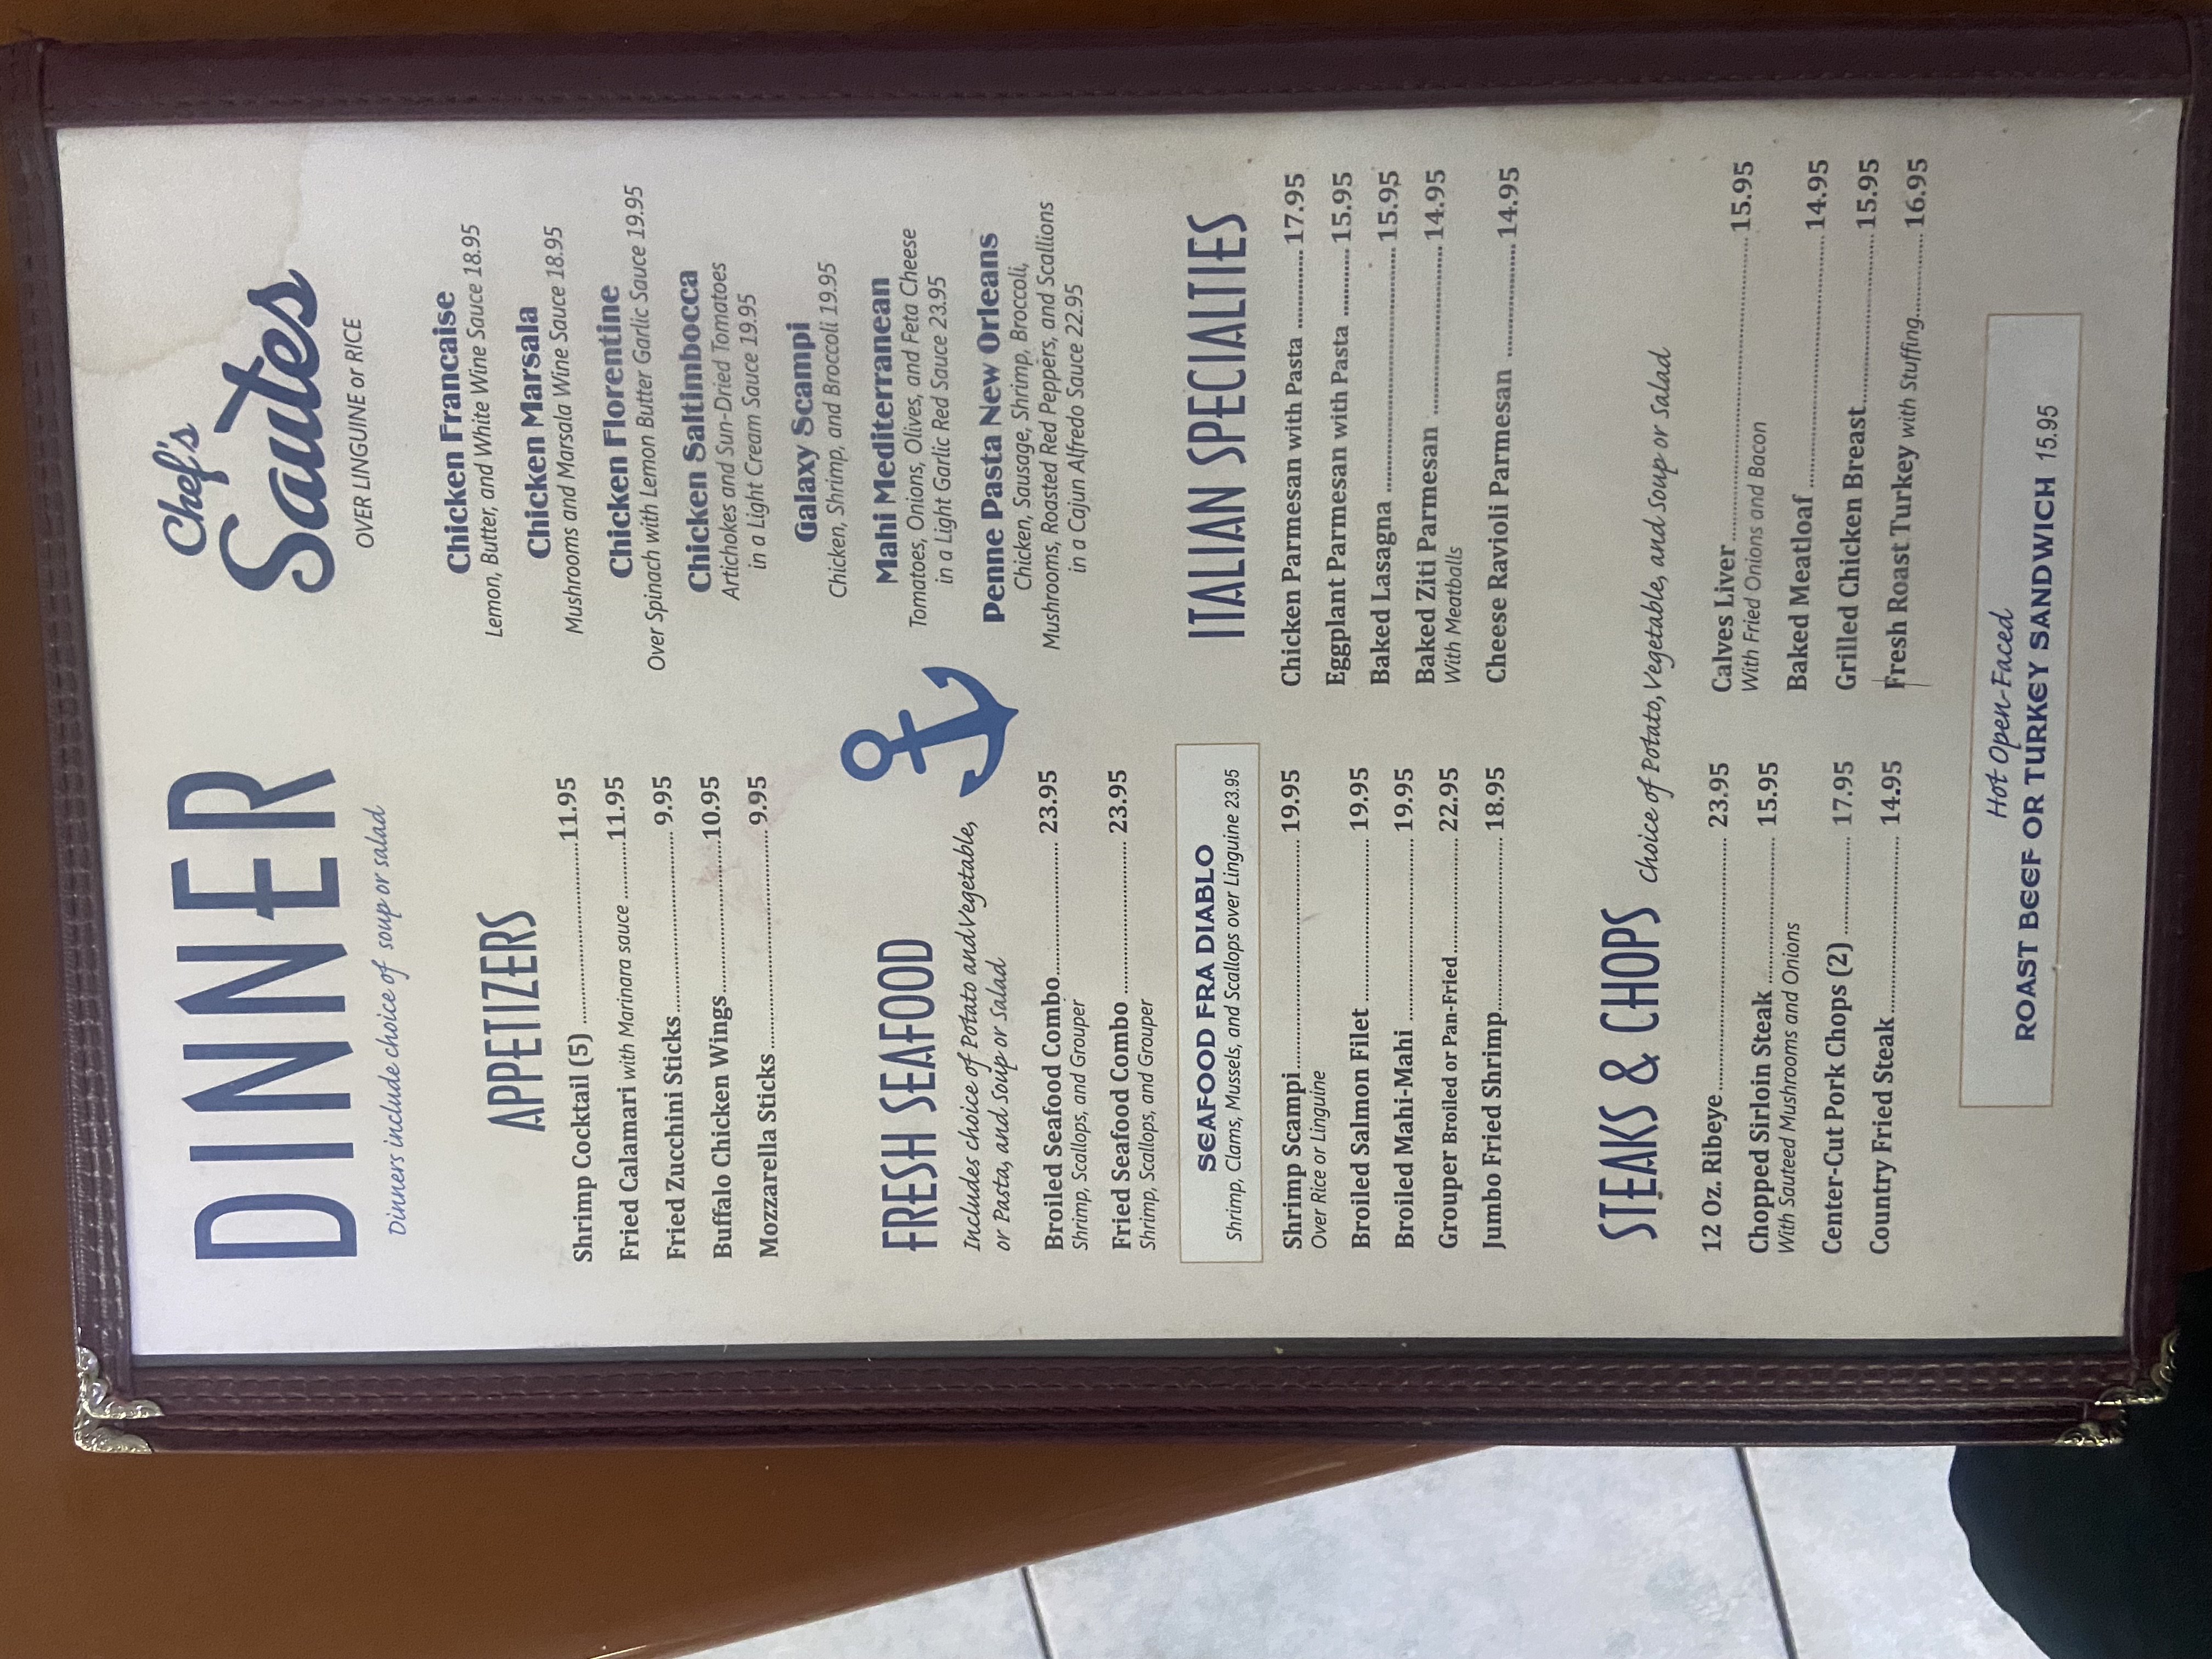 DINNER
Dinners include choice of soup or salad
APPETIZERS
Shrimp Cocktail (5) ........ 11.95
Fried Calamari with Marinara sauce ........ 11.95
Fried Zucchini Sticks ........ 9.95
Buffalo Chicken Wings ........ 10.95
Mozzarella Sticks ........ 9.95
FRESH SEAFOOD
Includes choice of Potato and Vegetable,
or Pasta, and Soup or Salad
Broiled Seafood Combo ........ 23.95
Shrimp, Scallops, and Grouper
Fried Seafood Combo ........ 23.95
Shrimp, Scallops, and Grouper
SEAFOOD FRA DIABLO
Shrimp, Clams, Mussels, and Scallops over Linguine 23.95
Shrimp Scampi ........ 19.95
Over Rice or Linguine
Broiled Salmon Filet ........ 19.95
Broiled Mahi-Mahi ........ 19.95
Grouper Broiled or Pan-Fried ........ 22.95
Jumbo Fried Shrimp ........ 18.95
Chef's
Sautes
OVER LINGUINE or RICE
Chicken Francaise
Lemon, Butter, and White Wine Sauce 18.95
Chicken Marsala
Mushrooms and Marsala Wine Sauce 18.95
Chicken Florentine
Over Spinach with Lemon Butter Garlic Sauce 19.95
Chicken Saltimbocca
Artichokes and Sun-Dried Tomatoes
in a Light Cream Sauce 19.95
Galaxy Scampi
Chicken, Shrimp, and Broccoli 19.95
Mahi Mediterranean
Tomatoes, Onions, Olives, and Feta Cheese
in a Light Garlic Red Sauce 23.95
Penne Pasta New Orleans
Chicken, Sausage, Shrimp, Broccoli,
Mushrooms, Roasted Red Peppers, and Scallions
in a Cajun Alfredo Sauce 22.95
ITALIAN SPECIALTIES
Chicken Parmesan with Pasta ........ 17.95
Eggplant Parmesan with Pasta ........ 15.95
Baked Lasagna ........ 15.95
Baked Ziti Parmesan ........ 14.95
With Meatballs
Cheese Ravioli Parmesan ........ 14.95
STEAKS & CHOPS choice of Potato, Vegetable, and Soup or Salad
12 Oz. Ribeye ........ 23.95
Chopped Sirloin Steak ........ 15.95
With Sauteed Mushrooms and Onions
Center-Cut Pork Chops (2) ........ 17.95
Country Fried Steak ........ 14.95
Calves Liver ........ 15.95
With Fried Onions and Bacon
Baked Meatloaf ........ 14.95
Grilled Chicken Breast ........ 15.95
Fresh Roast Turkey with Stuffing ........ 16.95
Hot Open-Faced
ROAST BEEF OR TURKEY SANDWICH 15.95